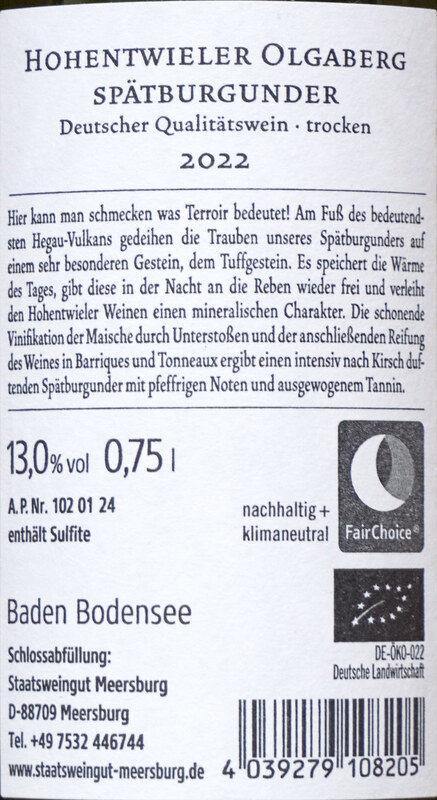 HOHENTWIELER OLGABERG
SPÄTBURGUNDER
Deutscher Qualitätswein · trocken
2022
Hier kann man schmecken was Terroir bedeutet! Am Fuß des bedeutend-
sten Hegau-Vulkans gedeihen die Trauben unseres Spätburgunders auf
einem sehr besonderen Gestein, dem Tuffgestein. Es speichert die Wärme
des Tages, gibt diese in der Nacht an die Reben wieder frei und verleiht
den Hohentwieler Weinen einen mineralischen Charakter. Die schonende
Vinifikation der Maische durch Unterstoßen und der anschließenden Reifung
des Weines in Barriques und Tonneaux ergibt einen intensiv nach Kirsch duf-
tenden Spätburgunder mit pfeffrigen Noten und ausgewogenem Tannin.
13,0% vol 0,75 l
A.P. Nr. 102 01 24
enthält Sulfite
nachhaltig +
klimaneutral
FairChoice®
Baden Bodensee
DE-ÖKO-022
Deutsche Landwirtschaft
Schlossabfüllung:
Staatsweingut Meersburg
D-88709 Meersburg
Tel. +49 7532 446744
www.staatsweingut-meersburg.de
4 039279 108205